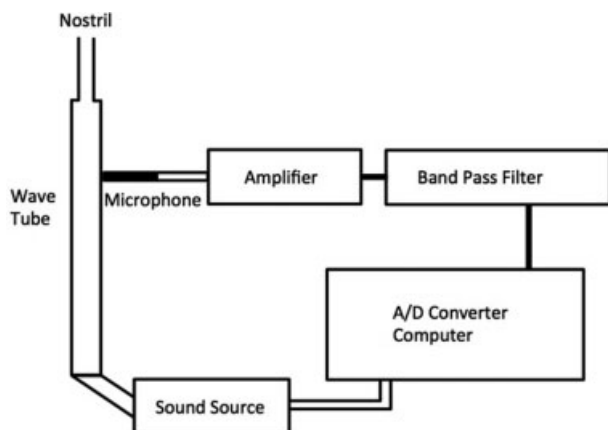 Nostril
Amplifier
Band Pass Filter
Wave
Tube
Microphone
A/D Converter
Computer
Sound Source